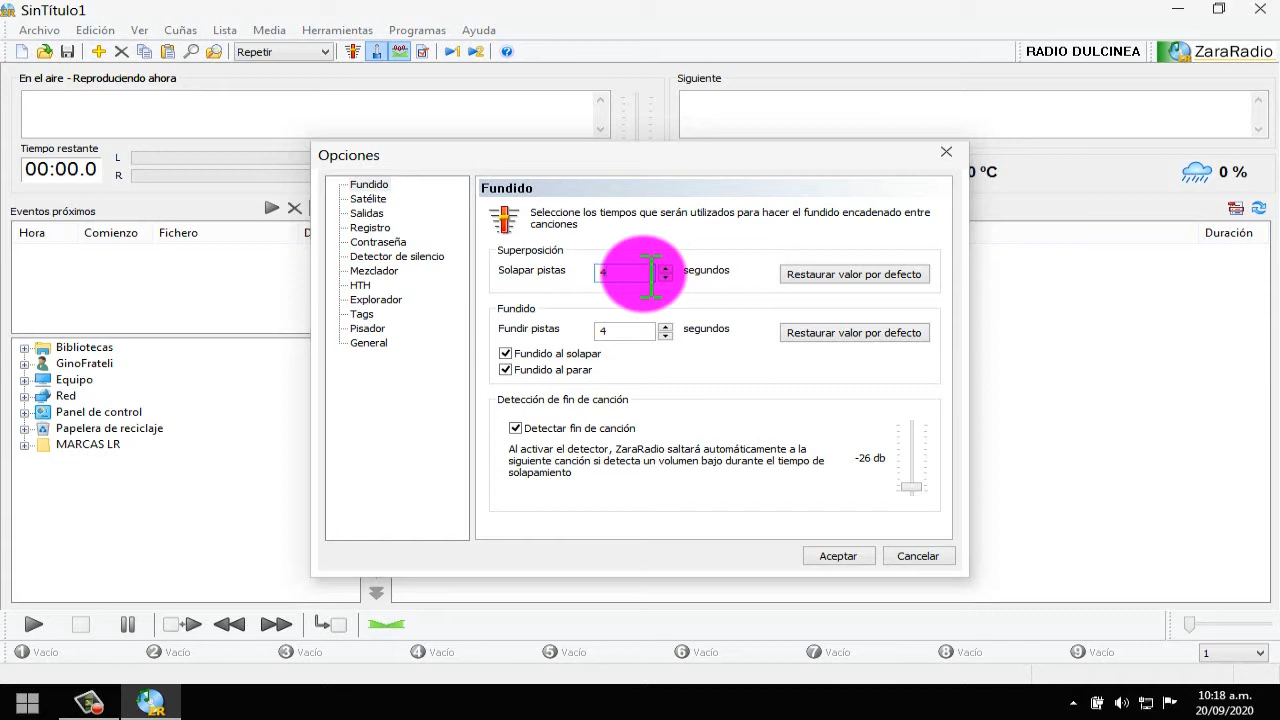 SinTítulo1
Archivo Edición Ver Cuñas Lista Media Herramientas Programas Ayuda
Repetir 1 2 RADIO DULCINEA ZaraRadio
En el aire - Reproduciendo ahora
Siguiente
Tiempo restante
00:00.0
L
R
0 ºC
0 %
Eventos próximos
Hora Comienzo Fichero
Duración
Bibliotecas
GinoFrateli
Equipo
Red
Panel de control
Papelera de reciclaje
MARCAS LR
Opciones
Fundido
Satélite
Salidas
Registro
Contraseña
Detector de silencio
Mezclador
HTH
Explorador
Tags
Pisador
General
Fundido
Seleccione los tiempos que serán utilizados para hacer el fundido encadenado entre
canciones
Superposición
Solapar pistas 4 segundos Restaurar valor por defecto
Fundido
Fundir pistas 4 segundos Restaurar valor por defecto
Fundido al solapar
Fundido al parar
Detección de fin de canción
Detectar fin de canción
Al activar el detector, ZaraRadio saltará automáticamente a la
siguiente canción si detecta un volumen bajo durante el tiempo de
solapamiento
-26 db
Aceptar Cancelar
1 Vacío 2 Vacío 3 Vacío 4 Vacío 5 Vacío 6 Vacío 7 Vacío 8 Vacío 9 Vacío 1
10:18 a.m.
20/09/2020